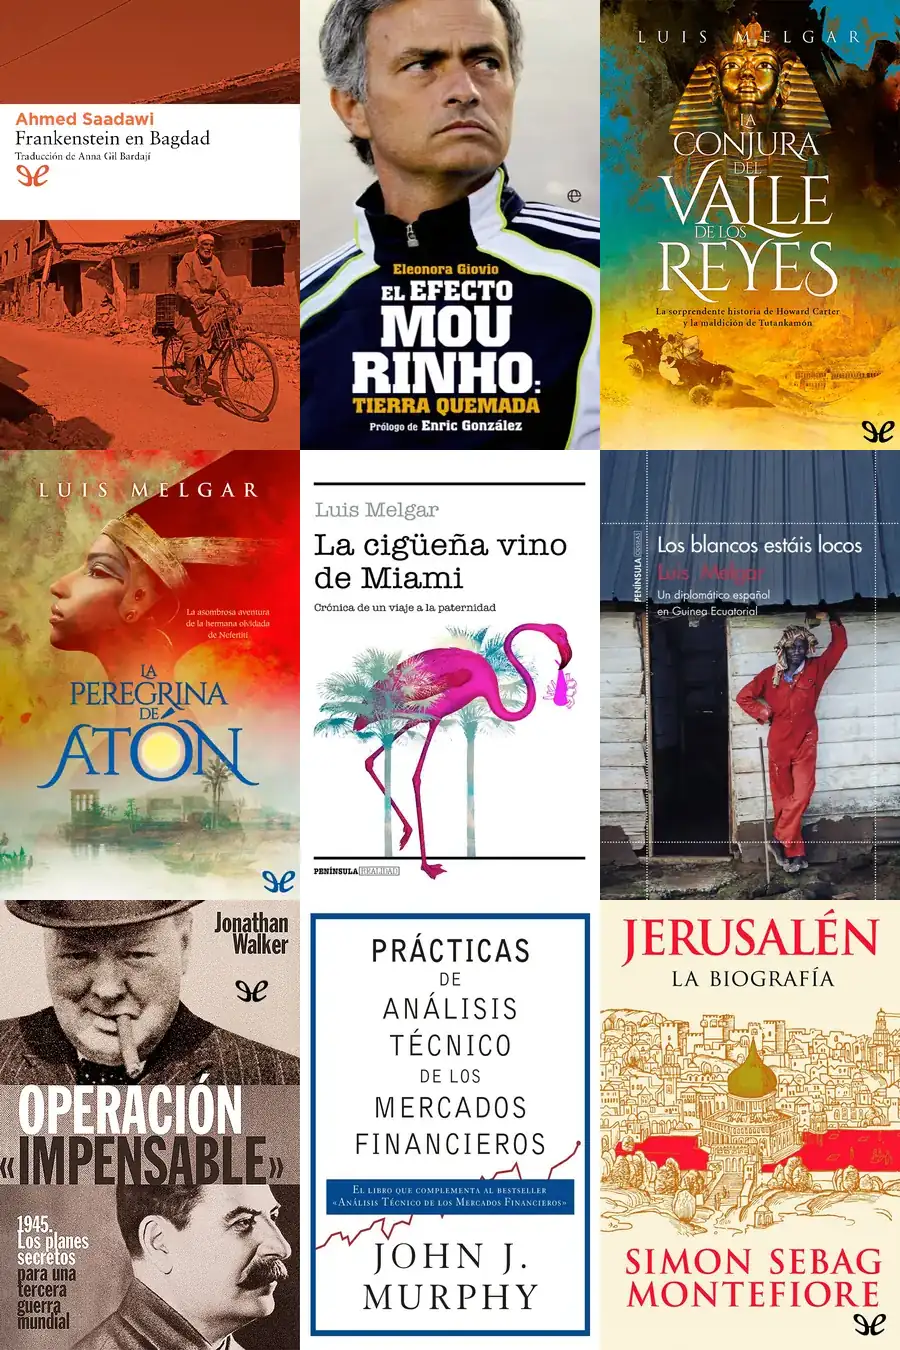 Ahmed Saadawi
Frankenstein en Bagdad
Traducción de Anna Gil Bardají
Eleonora Giovio
EL EFECTO
MOU
RINHO:
TIERRA QUEMADA
Prólogo de Enric González
LUIS MELGAR
LA
CONJURA
DEL
VALLE
DE LOS
REYES
La sorprendente historia de Howard Carter
y la maldición de Tutankamón
LUIS MELGAR
La asombrosa aventura
de la hermana olvidada
de Nefertiti
LA
PEREGRINA
DE
ATÓN
Luis Melgar
La cigüeña vino
de Miami
Crónica de un viaje a la paternidad
PENÍNSULA REALIDAD
PENÍNSULA ODISEAS
Los blancos estáis locos
Luis Melgar
Un diplomático español
en Guinea Ecuatorial
Jonathan
Walker
OPERACIÓN
«IMPENSABLE»
1945.
Los planes
secretos
para una
tercera
guerra
mundial
PRÁCTICAS
DE
ANÁLISIS
TÉCNICO
DE LOS
MERCADOS
FINANCIEROS
EL LIBRO QUE COMPLEMENTA AL BESTSELLER
«ANÁLISIS TÉCNICO DE LOS MERCADOS FINANCIEROS»
JOHN J.
MURPHY
JERUSALÉN
LA BIOGRAFÍA
SIMON SEBAG
MONTEFIORE